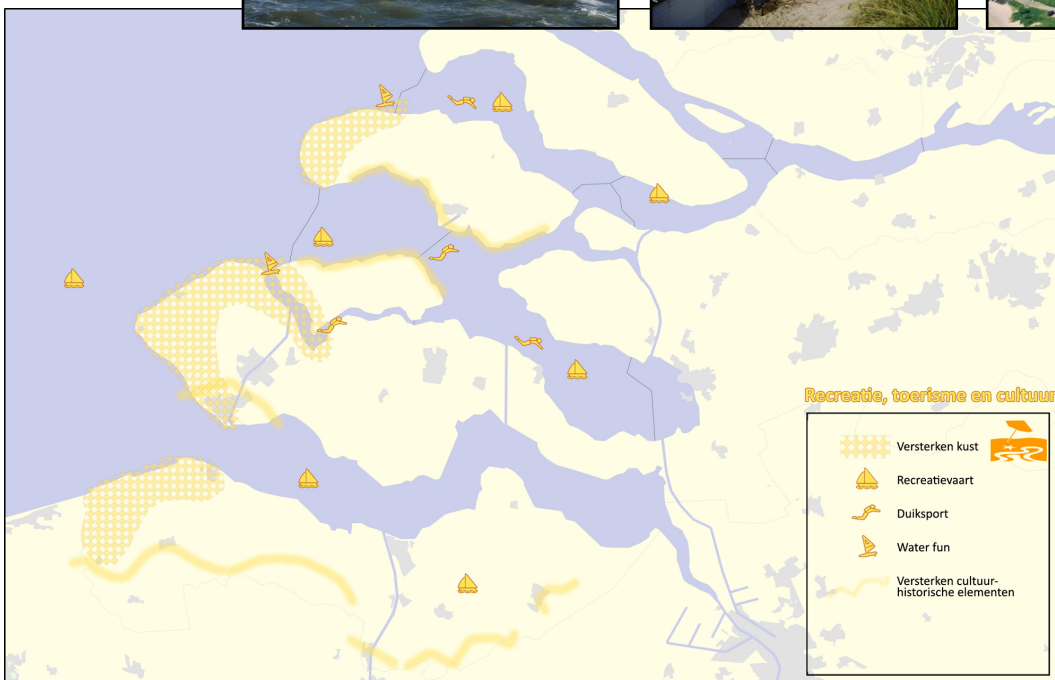 Recreatie, toerisme en cultuur
Versterken kust
Recreatievaart
Duiksport
Water fun
Versterken cultuur-
historische elementen